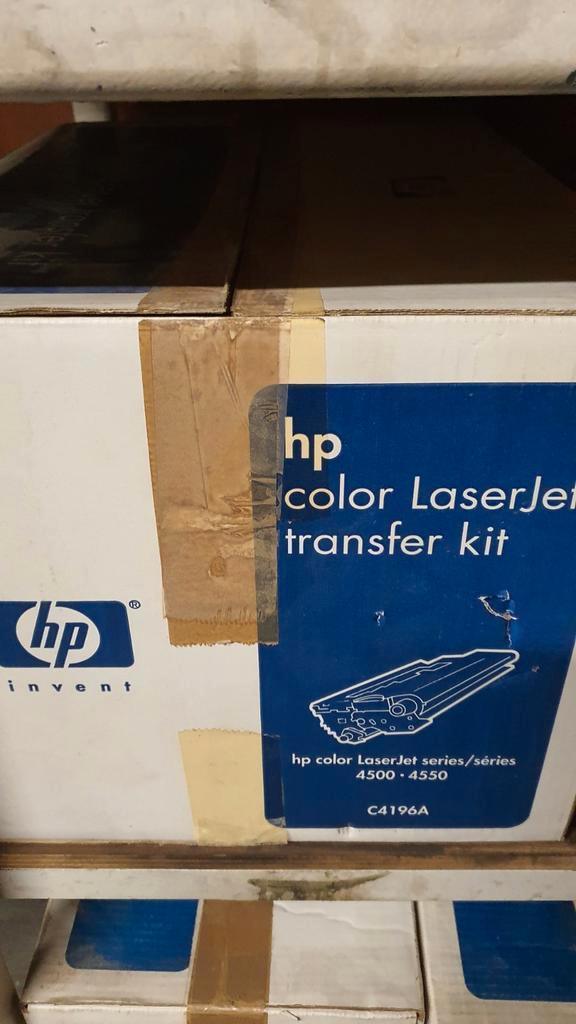 hp
color LaserJet
transfer kit
hp®
invent
hp color LaserJet series/séries
4500 • 4550
C4196A